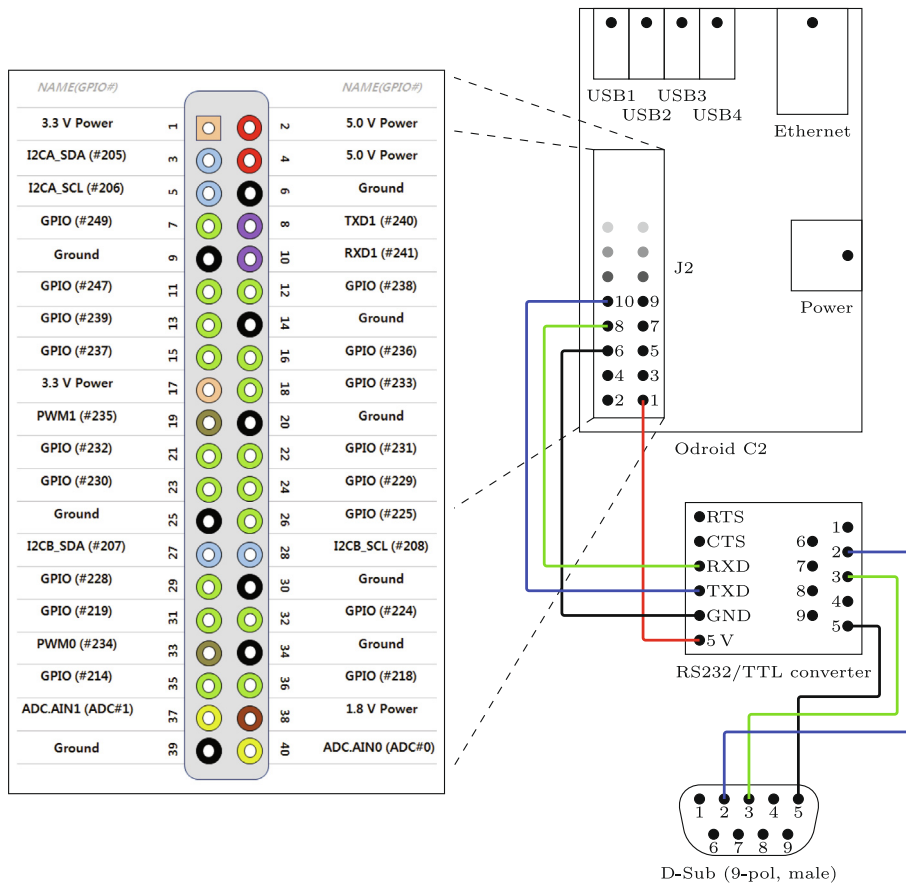 NAME(GPIO#) NAME(GPIO#)
3.3 V Power 1 2 5.0 V Power
I2CA_SDA (#205) 3 4 5.0 V Power
I2CA_SCL (#206) 5 6 Ground
GPIO (#249) 7 8 TXD1 (#240)
Ground 9 10 RXD1 (#241)
GPIO (#247) 11 12 GPIO (#238)
GPIO (#239) 13 14 Ground
GPIO (#237) 15 16 GPIO (#236)
3.3 V Power 17 18 GPIO (#233)
PWM1 (#235) 19 20 Ground
GPIO (#232) 21 22 GPIO (#231)
GPIO (#230) 23 24 GPIO (#229)
Ground 25 26 GPIO (#225)
I2CB_SDA (#207) 27 28 I2CB_SCL (#208)
GPIO (#228) 29 30 Ground
GPIO (#219) 31 32 GPIO (#224)
PWM0 (#234) 33 34 Ground
GPIO (#214) 35 36 GPIO (#218)
ADC.AIN1 (ADC#1) 37 38 1.8 V Power
Ground 39 40 ADC.AIN0 (ADC#0)
USB1 USB3
USB2 USB4
Ethernet
J2
Power
10 9
8 7
6 5
4 3
2 1
Odroid C2
RTS 1
CTS 6 2
RXD 7 3
TXD 8 4
GND 9 5
5 V
RS232/TTL converter
1 2 3 4 5
6 7 8 9
D-Sub (9-pol, male)